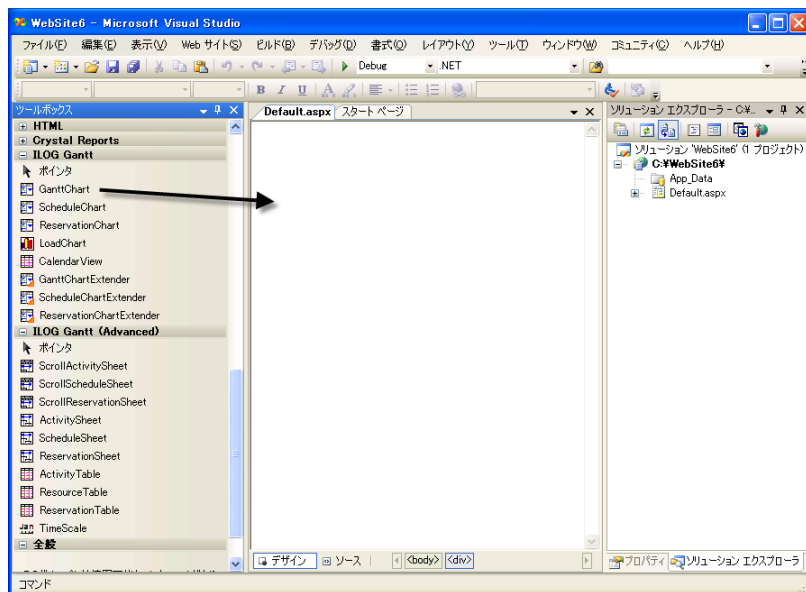 WebSite6 - Microsoft Visual Studio
ファイル(F) 編集(E) 表示(V) Web サイト(S) ビルド(B) デバッグ(D) 書式(O) レイアウト(Y) ツール(T) ウィンドウ(W) コミュニティ(C) ヘルプ(H)
Debug .NET
B I U A
ツールボックス
HTML
Crystal Reports
ILOG Gantt
ポインタ
GanttChart
ScheduleChart
ReservationChart
LoadChart
CalendarView
GanttChartExtender
ScheduleChartExtender
ReservationChartExtender
ILOG Gantt (Advanced)
ポインタ
ScrollActivitySheet
ScrollScheduleSheet
ScrollReservationSheet
ActivitySheet
ScheduleSheet
ReservationSheet
ActivityTable
ResourceTable
ReservationTable
TimeScale
全般
Default.aspx スタート ページ
デザイン ソース <body> <div>
ソリューション エクスプローラ - C:¥...
ソリューション 'WebSite6' (1 プロジェクト)
C:¥WebSite6¥
App_Data
Default.aspx
プロパティ ソリューション エクスプローラ
コマンド